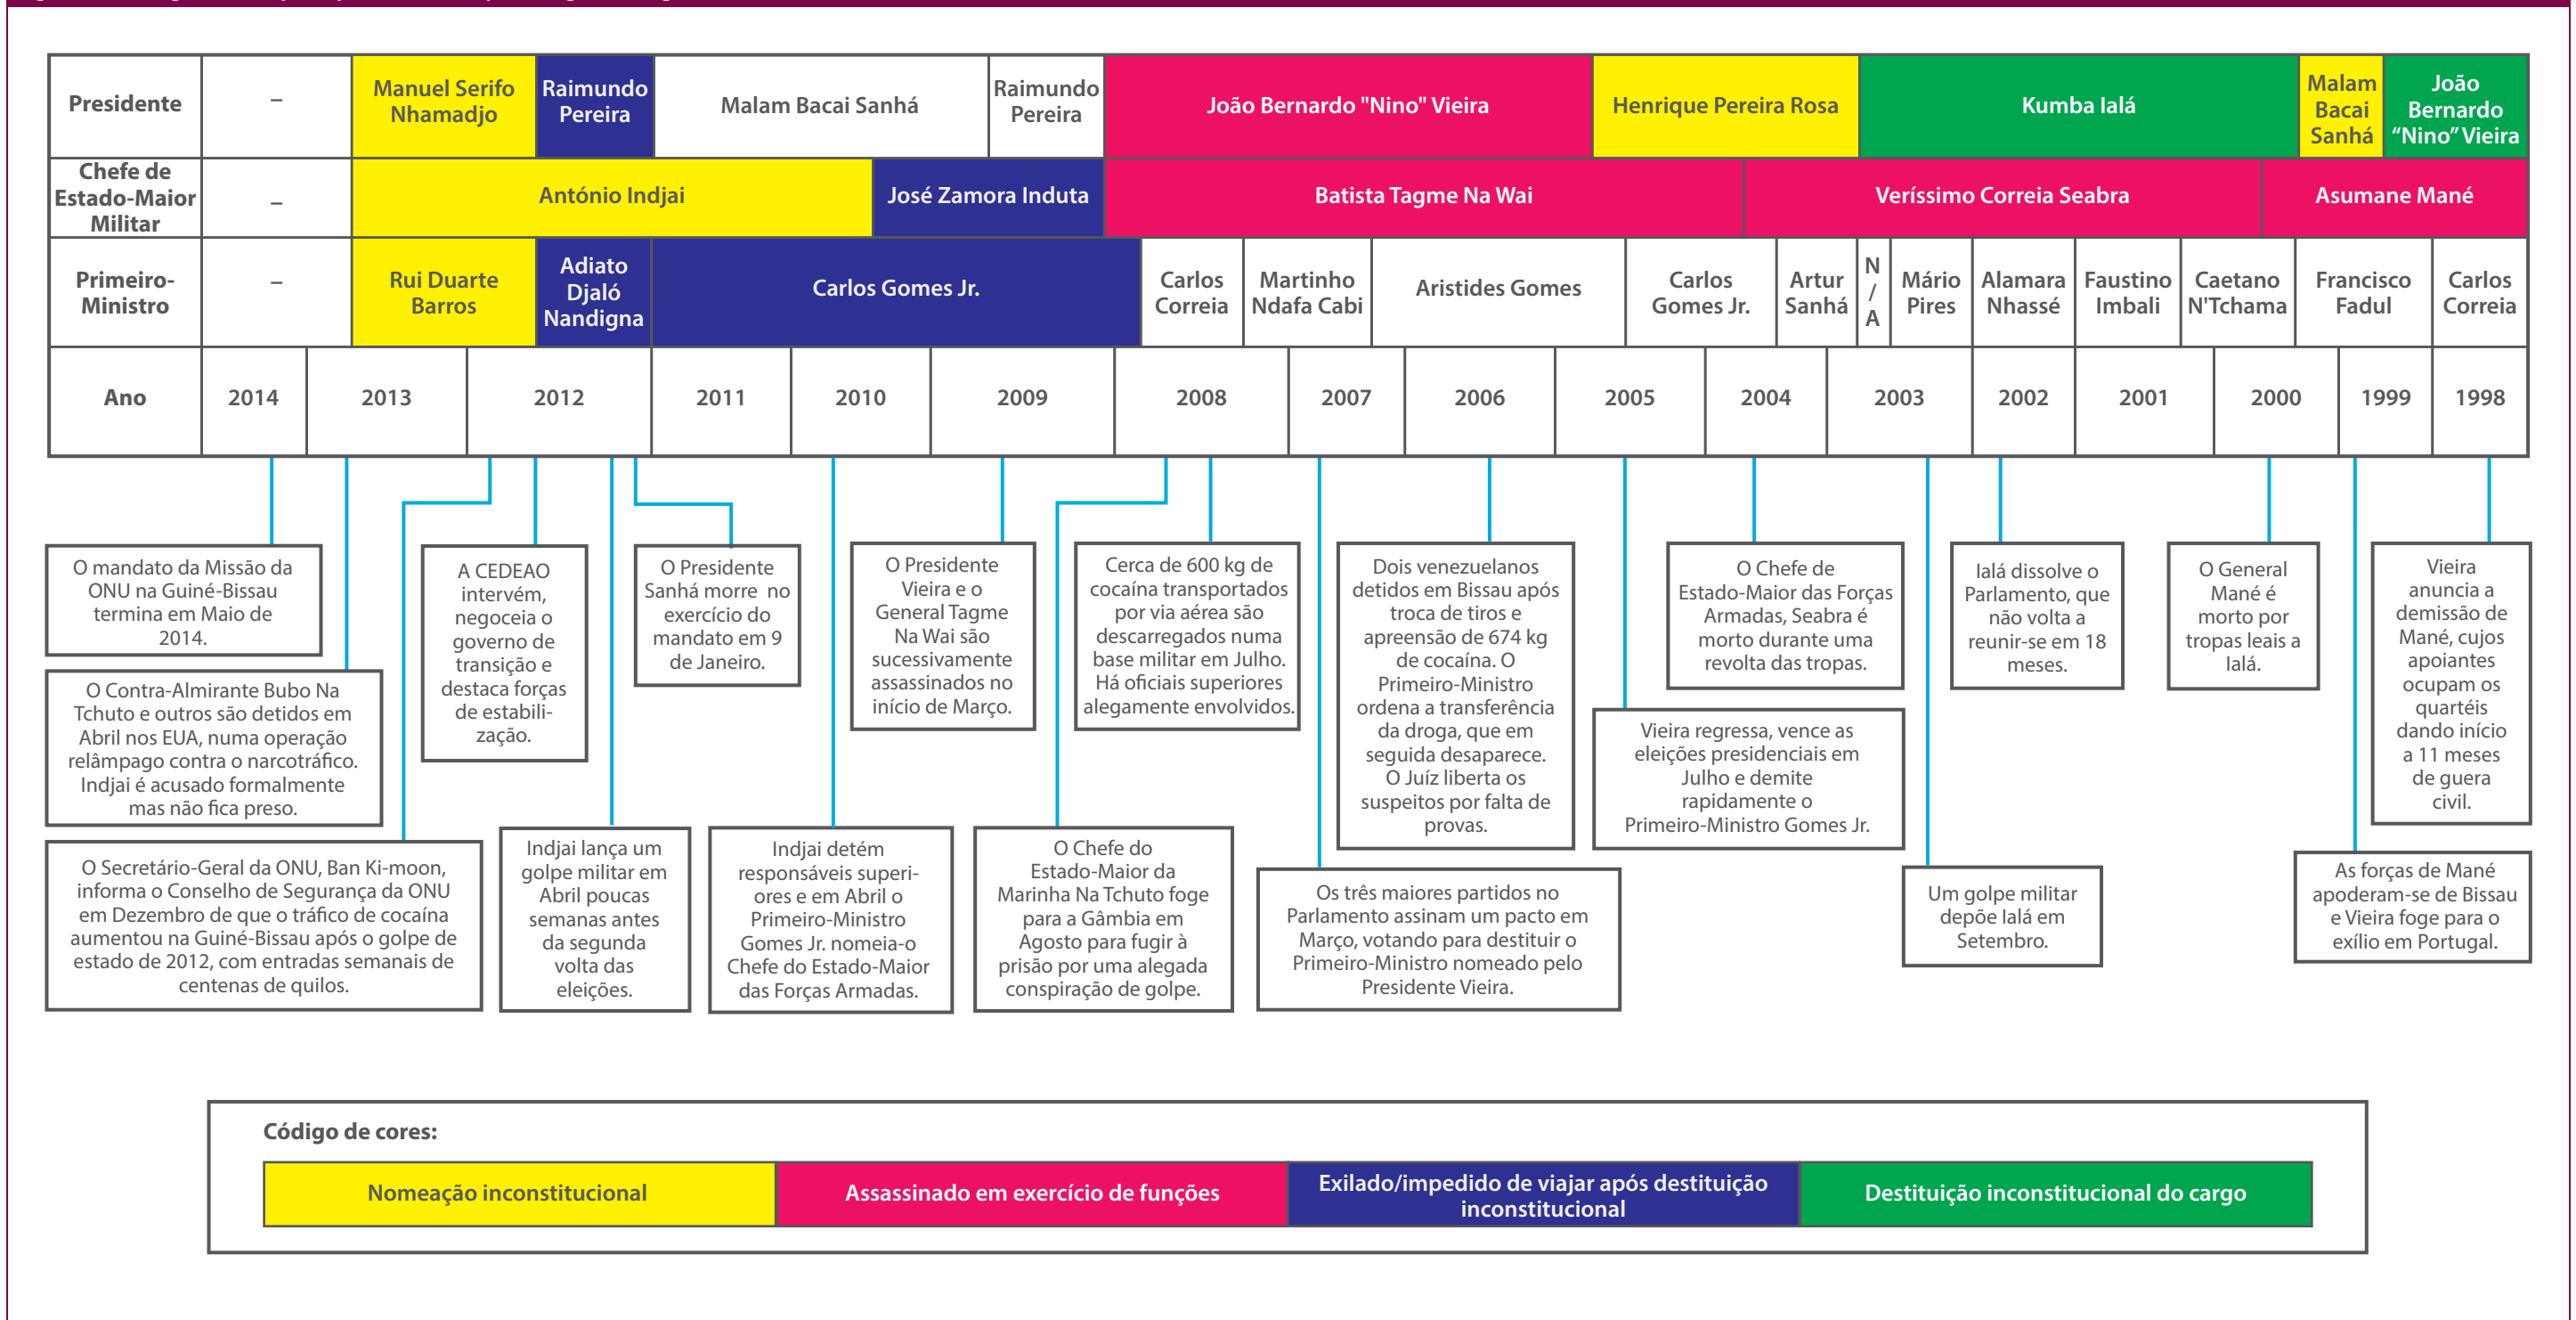 Presidente
–
Manuel Serifo
Nhamadjo
Raimundo
Pereira
Malam Bacai Sanhá
Raimundo
Pereira
João Bernardo "Nino" Vieira
Henrique Pereira Rosa
Kumba Ialá
Malam
Bacai
Sanhá
João
Bernardo
“Nino” Vieira
Chefe de
Estado-Maior
Militar
–
António Indjai
José Zamora Induta
Batista Tagme Na Wai
Veríssimo Correia Seabra
Asumane Mané
Primeiro-
Ministro
–
Rui Duarte
Barros
Adiato
Djaló
Nandigna
Carlos Gomes Jr.
Carlos
Correia
Martinho
Ndafa Cabi
Aristides Gomes
Carlos
Gomes Jr.
Artur
Sanhá
N
/
A
Mário
Pires
Alamara
Nhassé
Faustino
Imbali
Caetano
N'Tchama
Francisco
Fadul
Carlos
Correia
Ano
2014
2013
2012
2011
2010
2009
2008
2007
2006
2005
2004
2003
2002
2001
2000
1999
1998
O mandato da Missão da
ONU na Guiné-Bissau
termina em Maio de
2014.
O Contra-Almirante Bubo Na
Tchuto e outros são detidos em
Abril nos EUA, numa operação
relâmpago contra o narcotráfico.
Indjai é acusado formalmente
mas não fica preso.
O Secretário-Geral da ONU, Ban Ki-moon,
informa o Conselho de Segurança da ONU
em Dezembro de que o tráfico de cocaína
aumentou na Guiné-Bissau após o golpe de
estado de 2012, com entradas semanais de
centenas de quilos.
A CEDEAO
intervém,
negoceia o
governo de
transição e
destaca forças
de estabili-
zação.
Indjai lança um
golpe militar em
Abril poucas
semanas antes
da segunda
volta das
eleições.
O Presidente
Sanhá morre no
exercício do
mandato em 9
de Janeiro.
Indjai detém
responsáveis superi-
ores e em Abril o
Primeiro-Ministro
Gomes Jr. nomeia-o
Chefe do Estado-Maior
das Forças Armadas.
O Presidente
Vieira e o
General Tagme
Na Wai são
sucessivamente
assassinados no
início de Março.
O Chefe do
Estado-Maior da
Marinha Na Tchuto foge
para a Gâmbia em
Agosto para fugir à
prisão por uma alegada
conspiração de golpe.
Cerca de 600 kg de
cocaína transportados
por via aérea são
descarregados numa
base militar em Julho.
Há oficiais superiores
alegamente envolvidos.
Os três maiores partidos no
Parlamento assinam um pacto em
Março, votando para destituir o
Primeiro-Ministro nomeado pelo
Presidente Vieira.
Dois venezuelanos
detidos em Bissau após
troca de tiros e
apreensão de 674 kg
de cocaína. O
Primeiro-Ministro
ordena a transferência
da droga, que em
seguida desaparece.
O Juíz liberta os
suspeitos por falta de
provas.
Vieira regressa, vence as
eleições presidenciais em
Julho e demite
rapidamente o
Primeiro-Ministro Gomes Jr.
O Chefe de
Estado-Maior das Forças
Armadas, Seabra é
morto durante uma
revolta das tropas.
Um golpe militar
depõe Ialá em
Setembro.
Ialá dissolve o
Parlamento, que
não volta a
reunir-se em 18
meses.
O General
Mané é
morto por
tropas leais a
Ialá.
As forças de Mané
apoderam-se de Bissau
e Vieira foge para o
exílio em Portugal.
Vieira
anuncia a
demissão de
Mané, cujos
apoiantes
ocupam os
quartéis
dando início
a 11 meses
de guera
civil.
Código de cores:
Nomeação inconstitucional
Assassinado em exercício de funções
Exilado/impedido de viajar após destituição
inconstitucional
Destituição inconstitucional do cargo